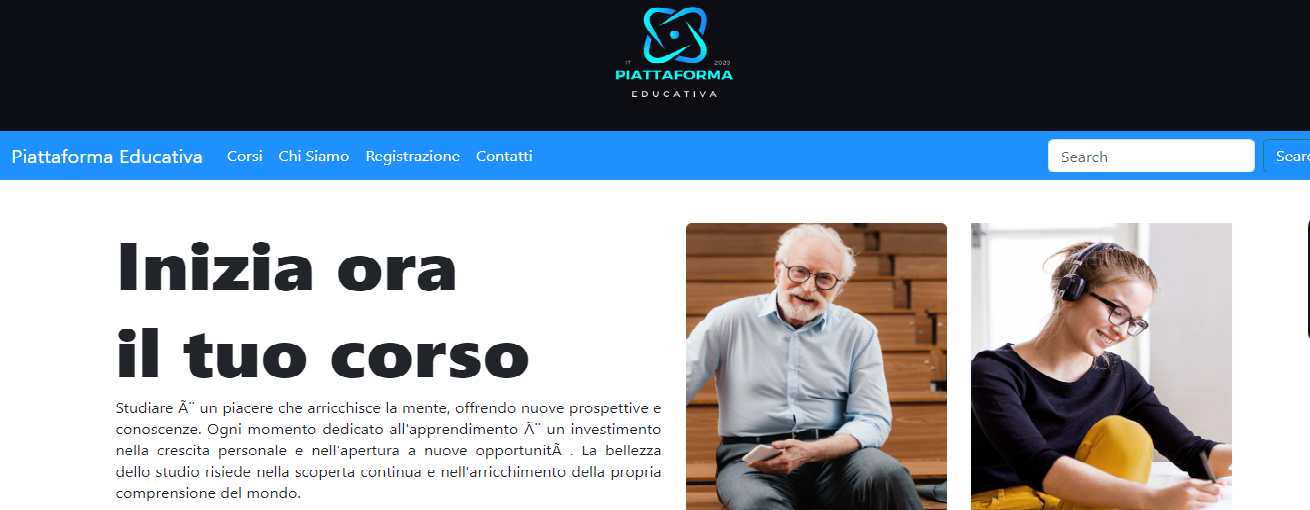 IT 2023
PIATTAFORMA
EDUCATIVA
Piattaforma Educativa Corsi Chi Siamo Registrazione Contatti Search Searc
Inizia ora
il tuo corso
Studiare Ã¨ un piacere che arricchisce la mente, offrendo nuove prospettive e
conoscenze. Ogni momento dedicato all'apprendimento Ã¨ un investimento
nella crescita personale e nell'apertura a nuove opportunitÃ . La bellezza
dello studio risiede nella scoperta continua e nell'arricchimento della propria
comprensione del mondo.